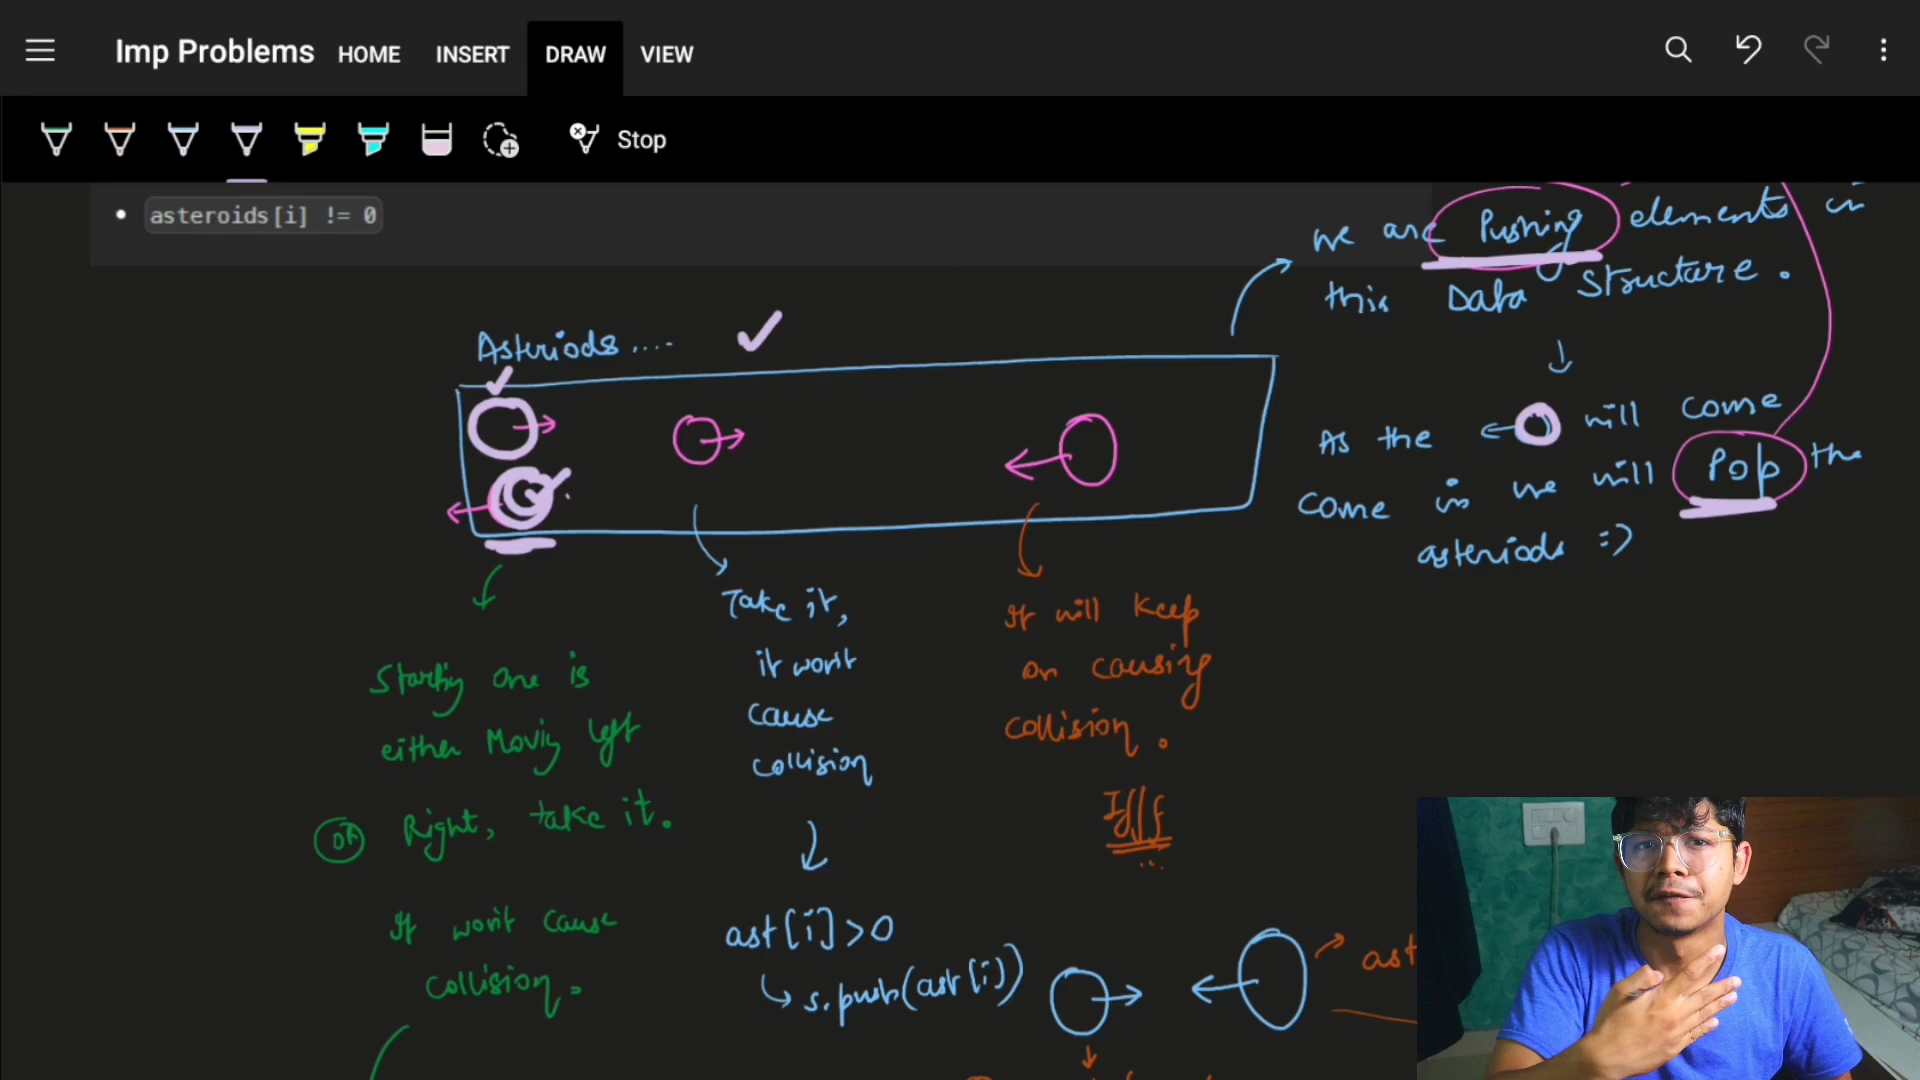 Imp Problems HOME INSERT DRAW VIEW
Stop
asteroids[i] != 0
we are Pushing elements in
this Data Structure.
Asteriods....
As the will come
come in we will Pop the
asteriods =>
Take it,
it won't
cause
collision
It will keep
on causing
collision.
Starting one is
either Moving left
OR Right, take it.
It won't cause
collision.
ast[i]>0
s.push(ast[i])
ast